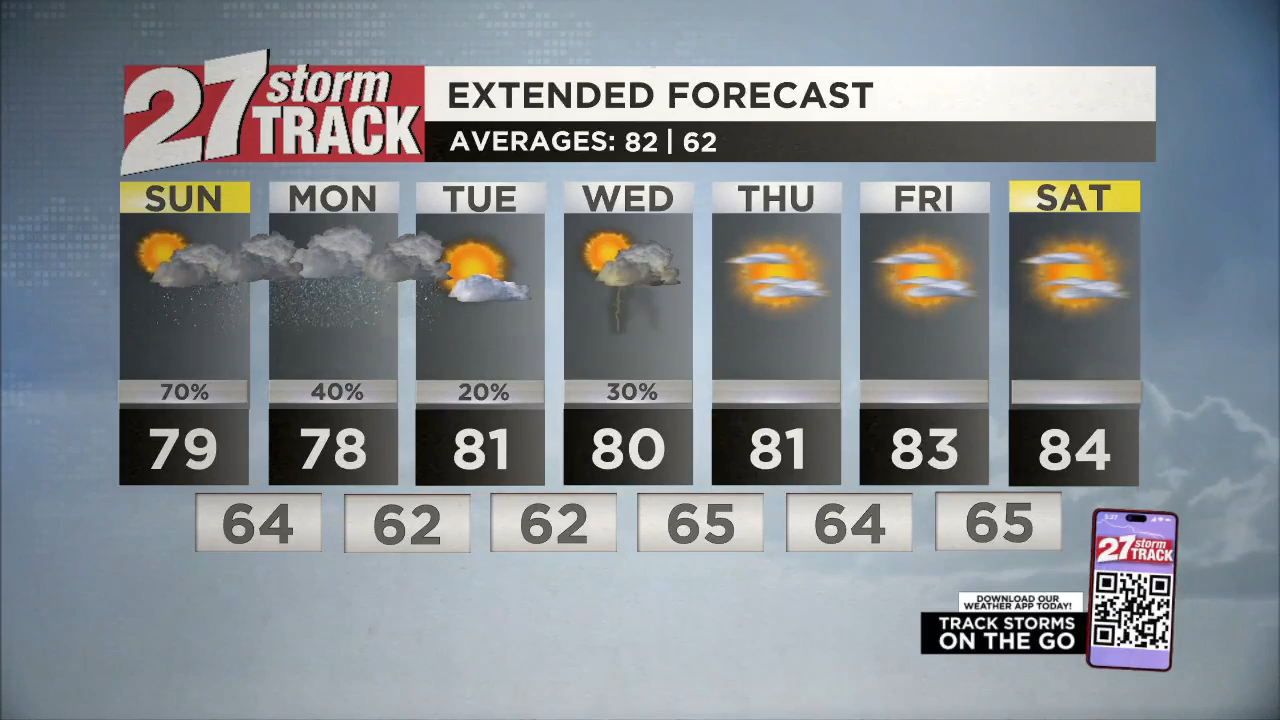 27 storm TRACK
EXTENDED FORECAST
AVERAGES: 82 | 62
SUN MON TUE WED THU FRI SAT
70% 40% 20% 30%
79 78 81 80 81 83 84
64 62 62 65 64 65
5:27
27 storm TRACK
DOWNLOAD OUR
WEATHER APP TODAY!
TRACK STORMS
ON THE GO